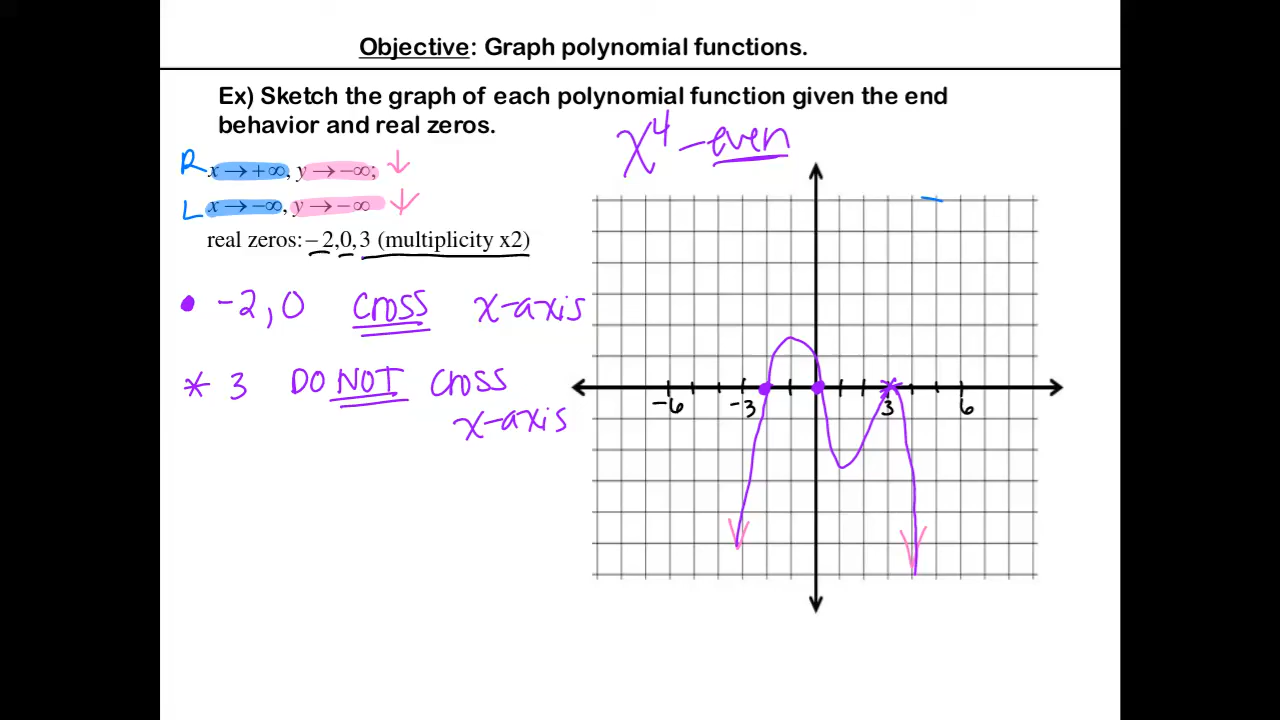 Objective: Graph polynomial functions.
Ex) Sketch the graph of each polynomial function given the end
behavior and real zeros.
x⁴ - even
R x → +∞, y → -∞; ↓
L x → -∞, y → -∞ ↓
real zeros: -2,0,3 (multiplicity x2)
• -2, 0 cross x-axis
* 3 DO NOT cross
x-axis
-6 -3 3 6